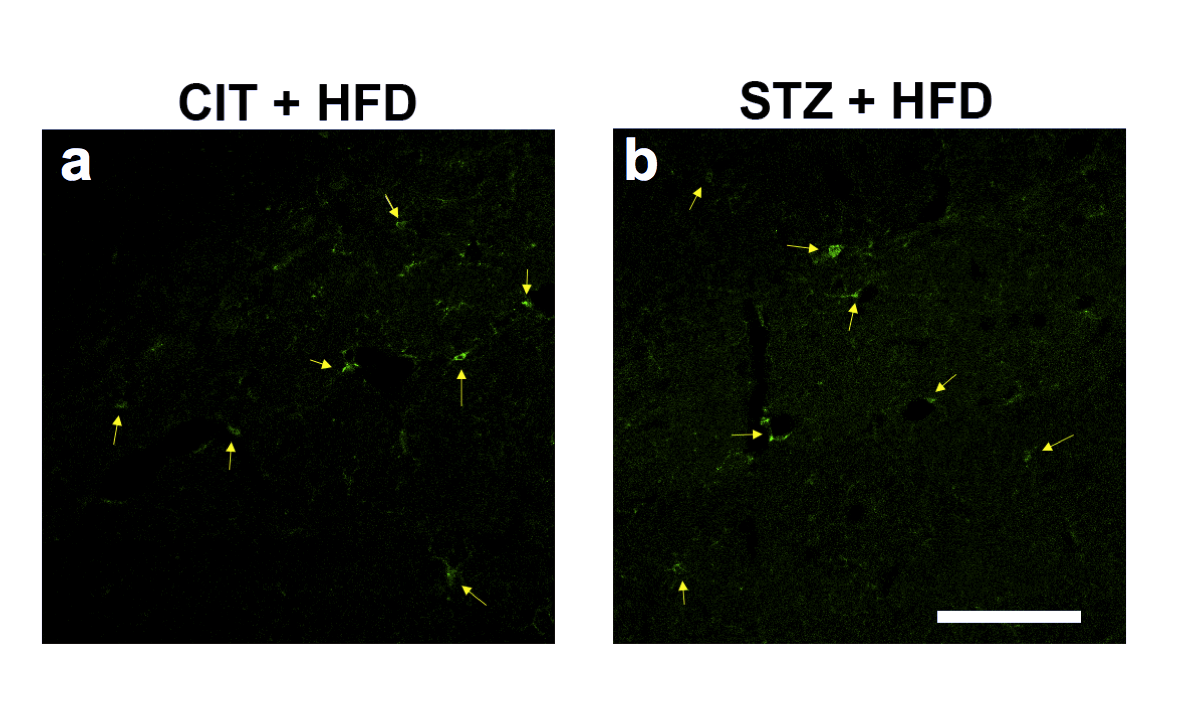 CIT + HFD
STZ + HFD
a
b